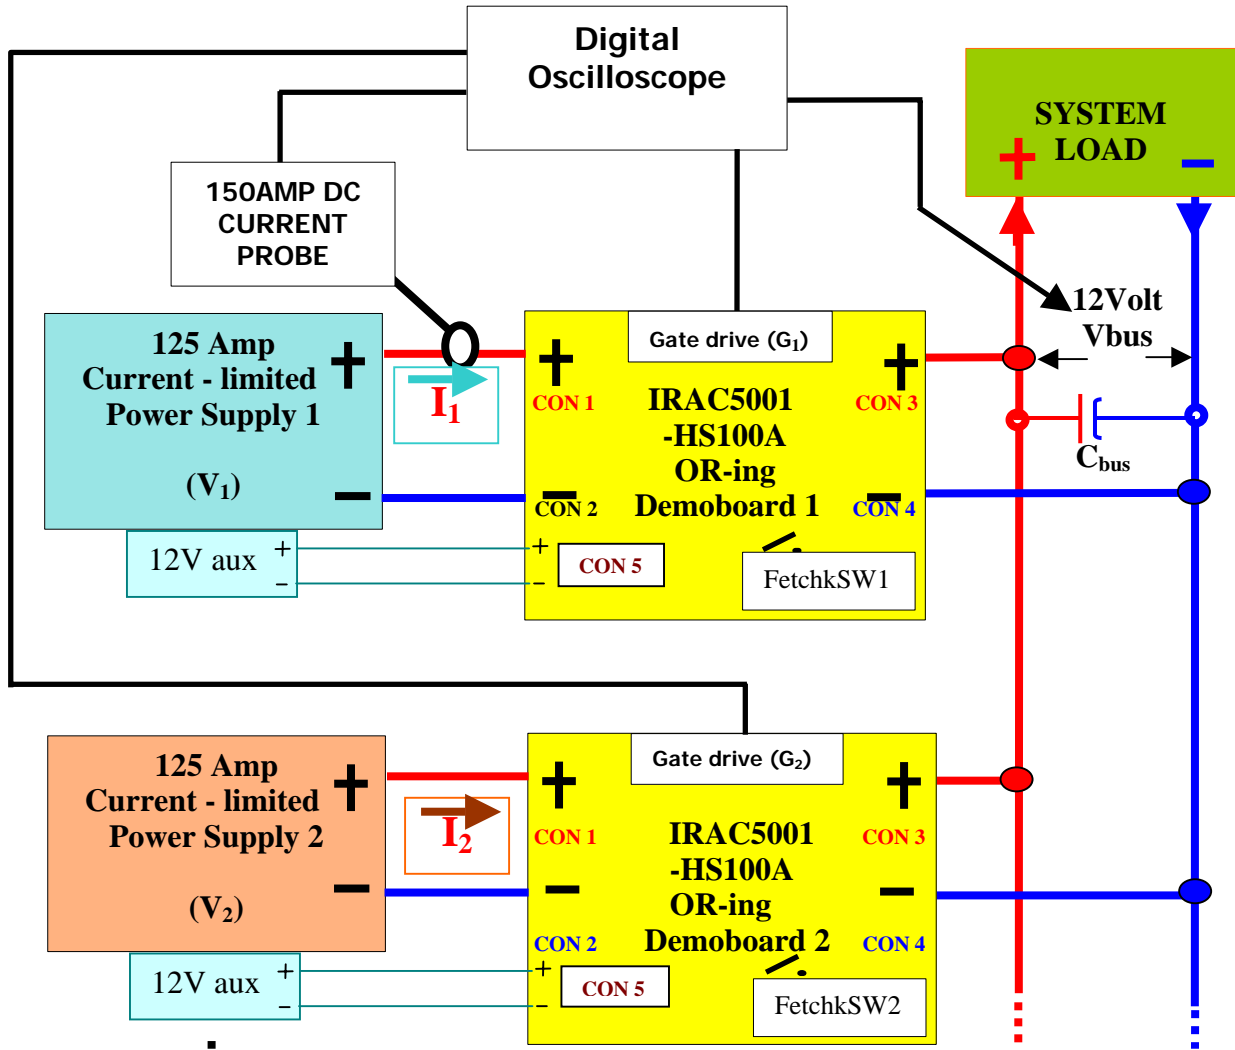 Digital
Oscilloscope
SYSTEM
LOAD
+ −
150AMP DC
CURRENT
PROBE
12Volt
Vbus
125 Amp
Current - limited
Power Supply 1
(V1)
+
−
I1
Gate drive (G1)
+
CON 1
−
CON 2
IRAC5001
-HS100A
OR-ing
Demoboard 1
+
CON 3
−
CON 4
Cbus
12V aux
+
−
+
−
CON 5
FetchkSW1
125 Amp
Current - limited
Power Supply 2
(V2)
+
−
I2
Gate drive (G2)
+
CON 1
−
CON 2
IRAC5001
-HS100A
OR-ing
Demoboard 2
+
CON 3
−
CON 4
12V aux
+
−
+
−
CON 5
FetchkSW2